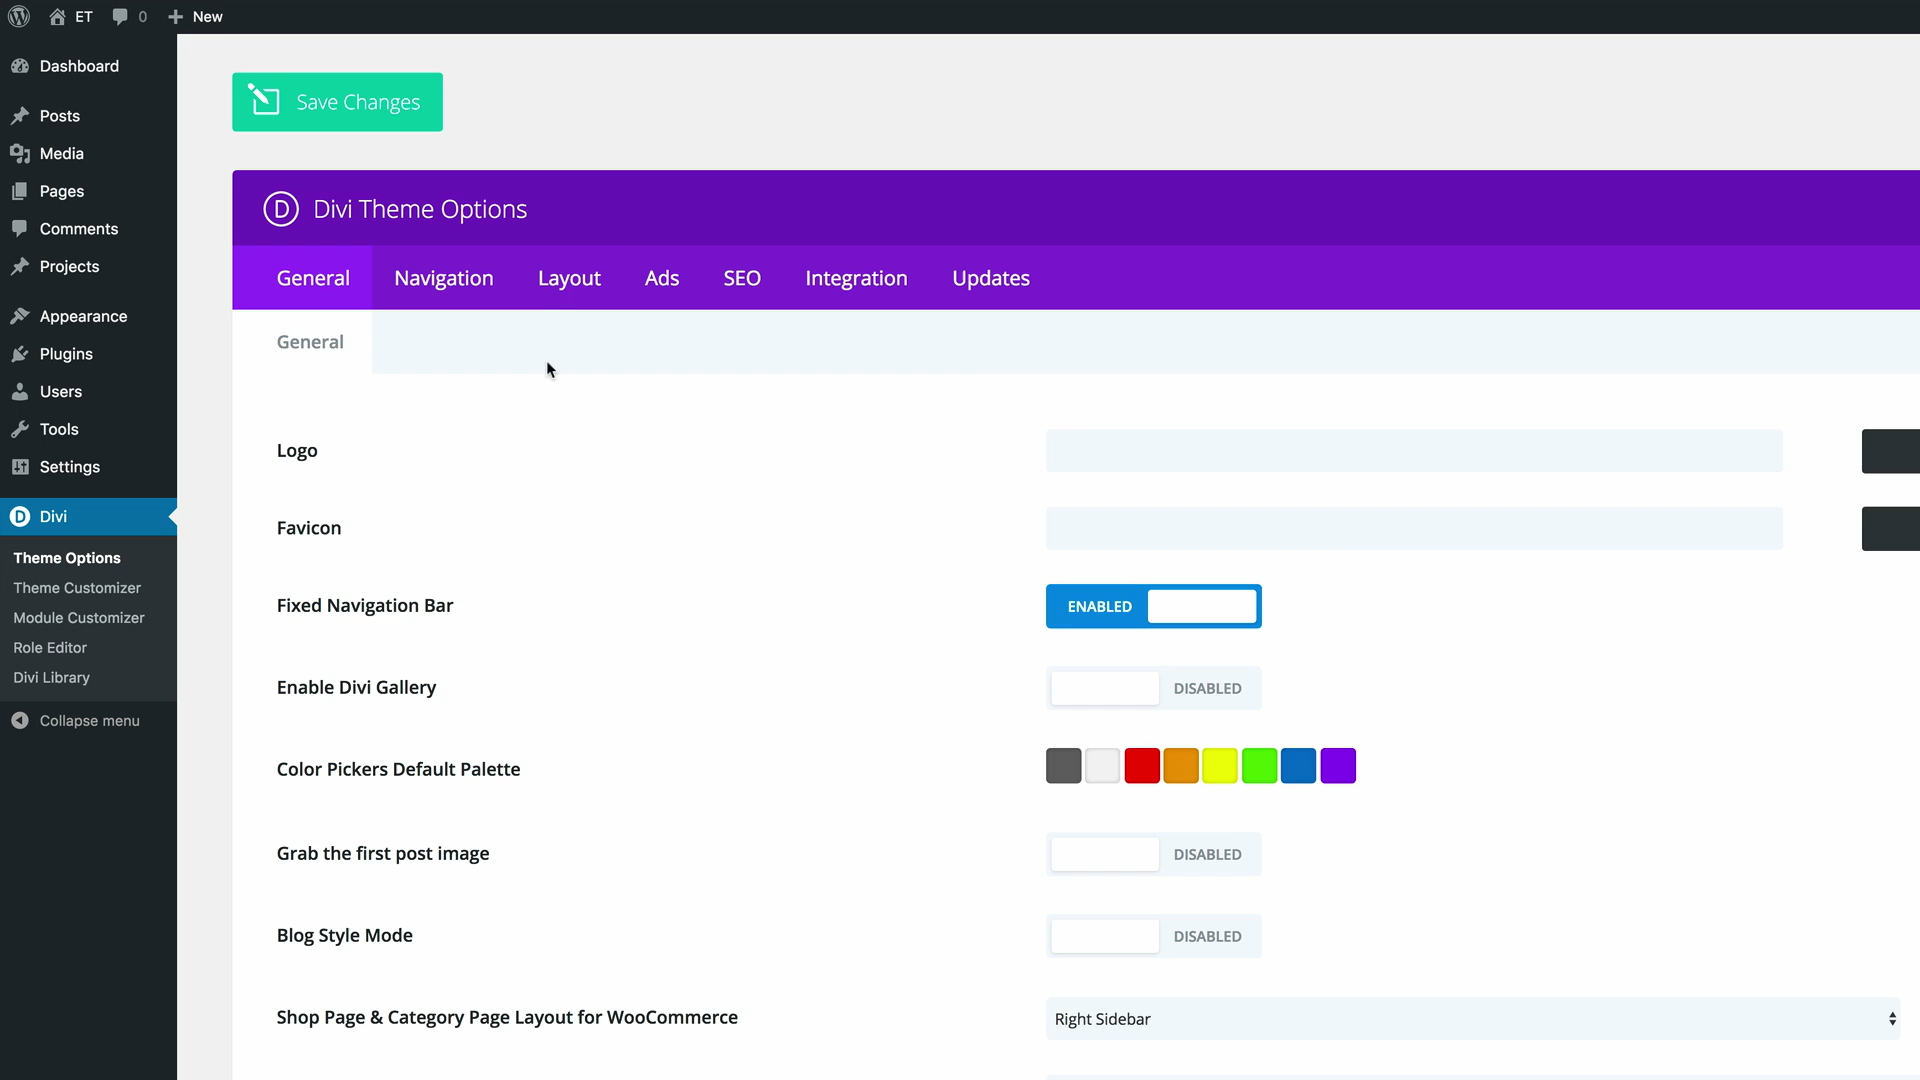 ET
0
New
Dashboard
Posts
Media
Pages
Comments
Projects
Appearance
Plugins
Users
Tools
Settings
Divi
Theme Options
Theme Customizer
Module Customizer
Role Editor
Divi Library
Collapse menu
Save Changes
Divi Theme Options
General Navigation Layout Ads SEO Integration Updates
General
Logo
Favicon
Fixed Navigation Bar
ENABLED
Enable Divi Gallery
DISABLED
Color Pickers Default Palette
Grab the first post image
DISABLED
Blog Style Mode
DISABLED
Shop Page & Category Page Layout for WooCommerce
Right Sidebar